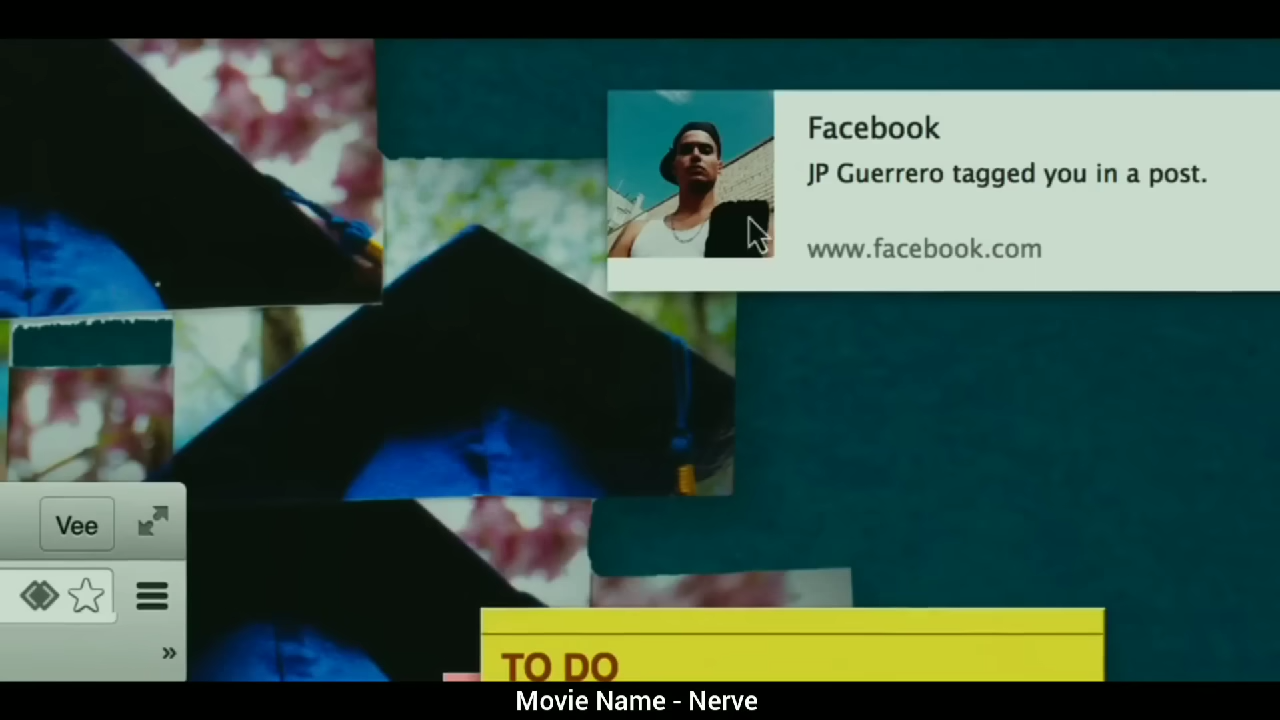 Facebook
JP Guerrero tagged you in a post.
www.facebook.com
Vee
»
TO DO
Movie Name - Nerve